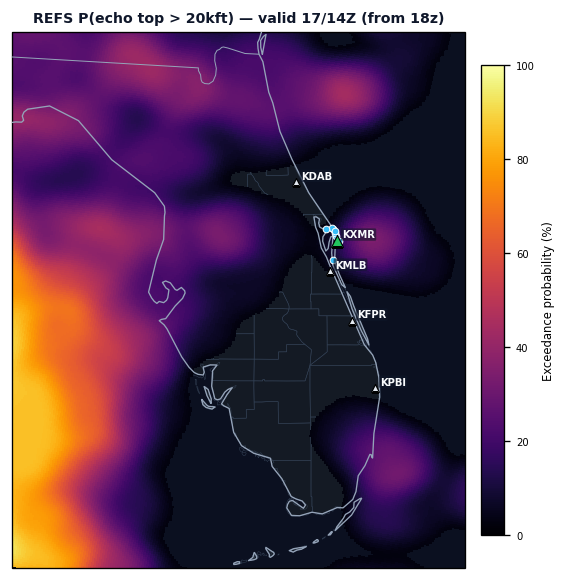 REFS P(echo top > 20kft) — valid 17/14Z (from 18z)
KDAB
KXMR
KMLB
KFPR
KPBI
100
80
60
40
20
0
Exceedance probability (%)